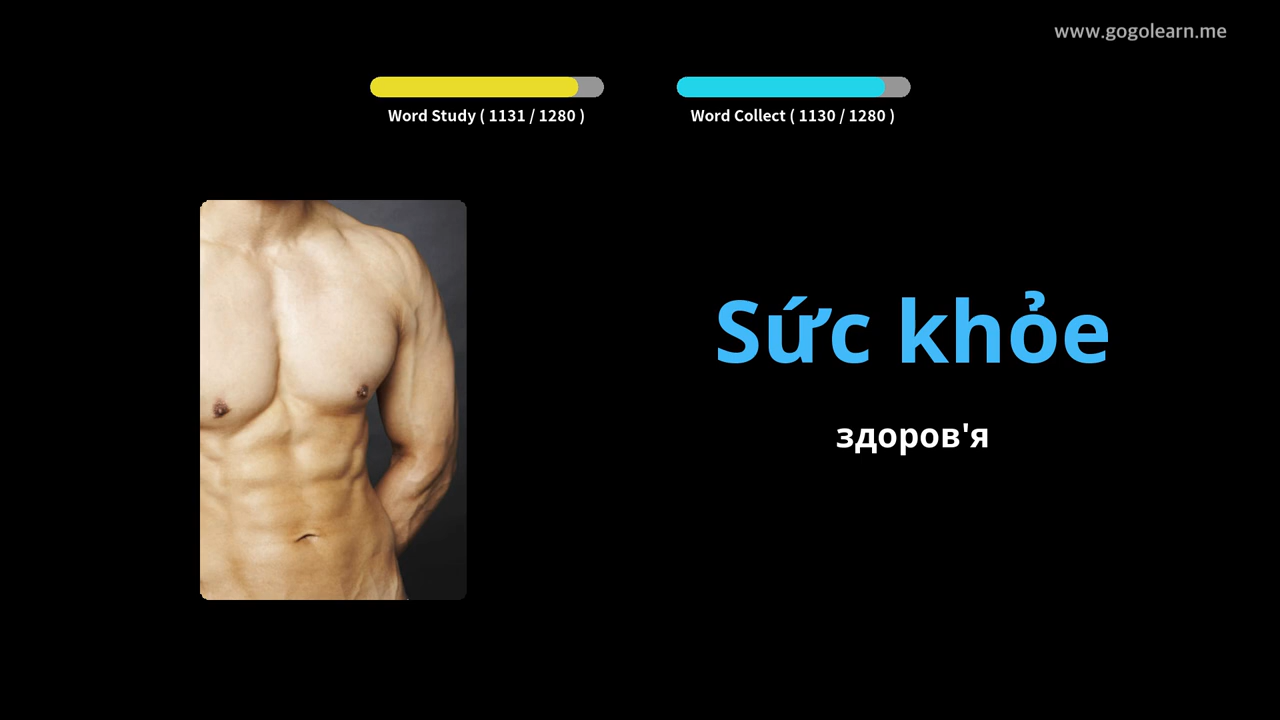 www.gogolearn.me
Word Study ( 1131 / 1280 )
Word Collect ( 1130 / 1280 )
Sức khỏe
здоров'я